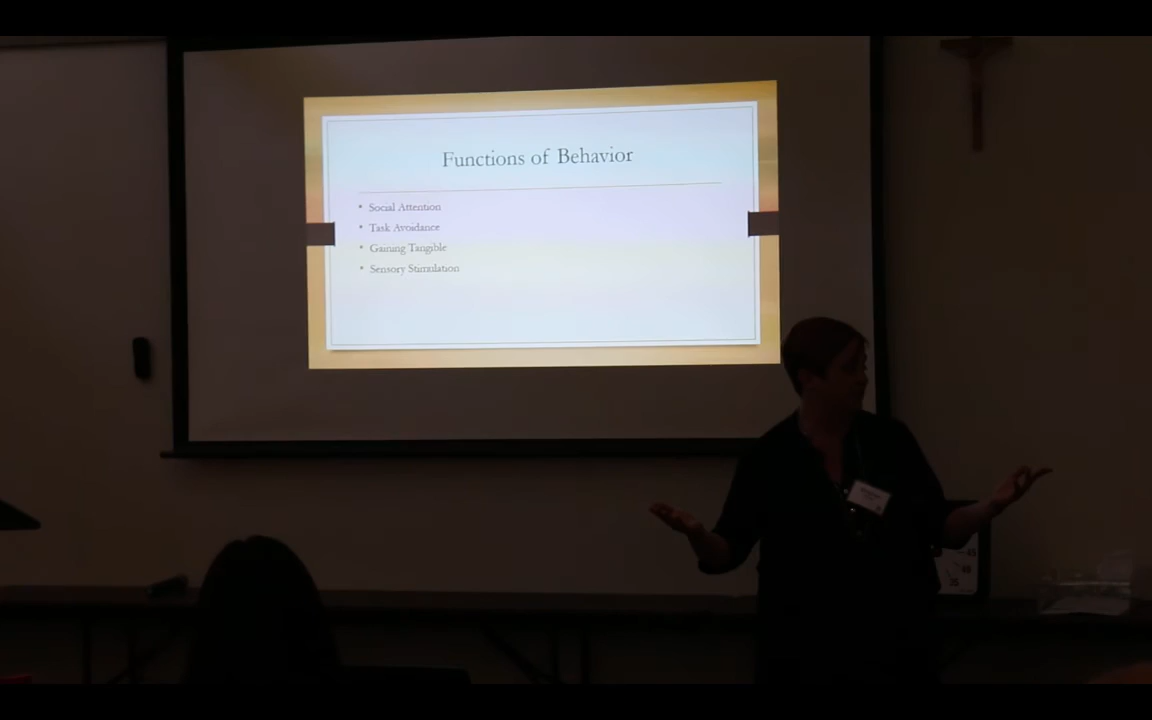 Functions of Behavior
• Social Attention
• Task Avoidance
• Gaining Tangible
• Sensory Stimulation